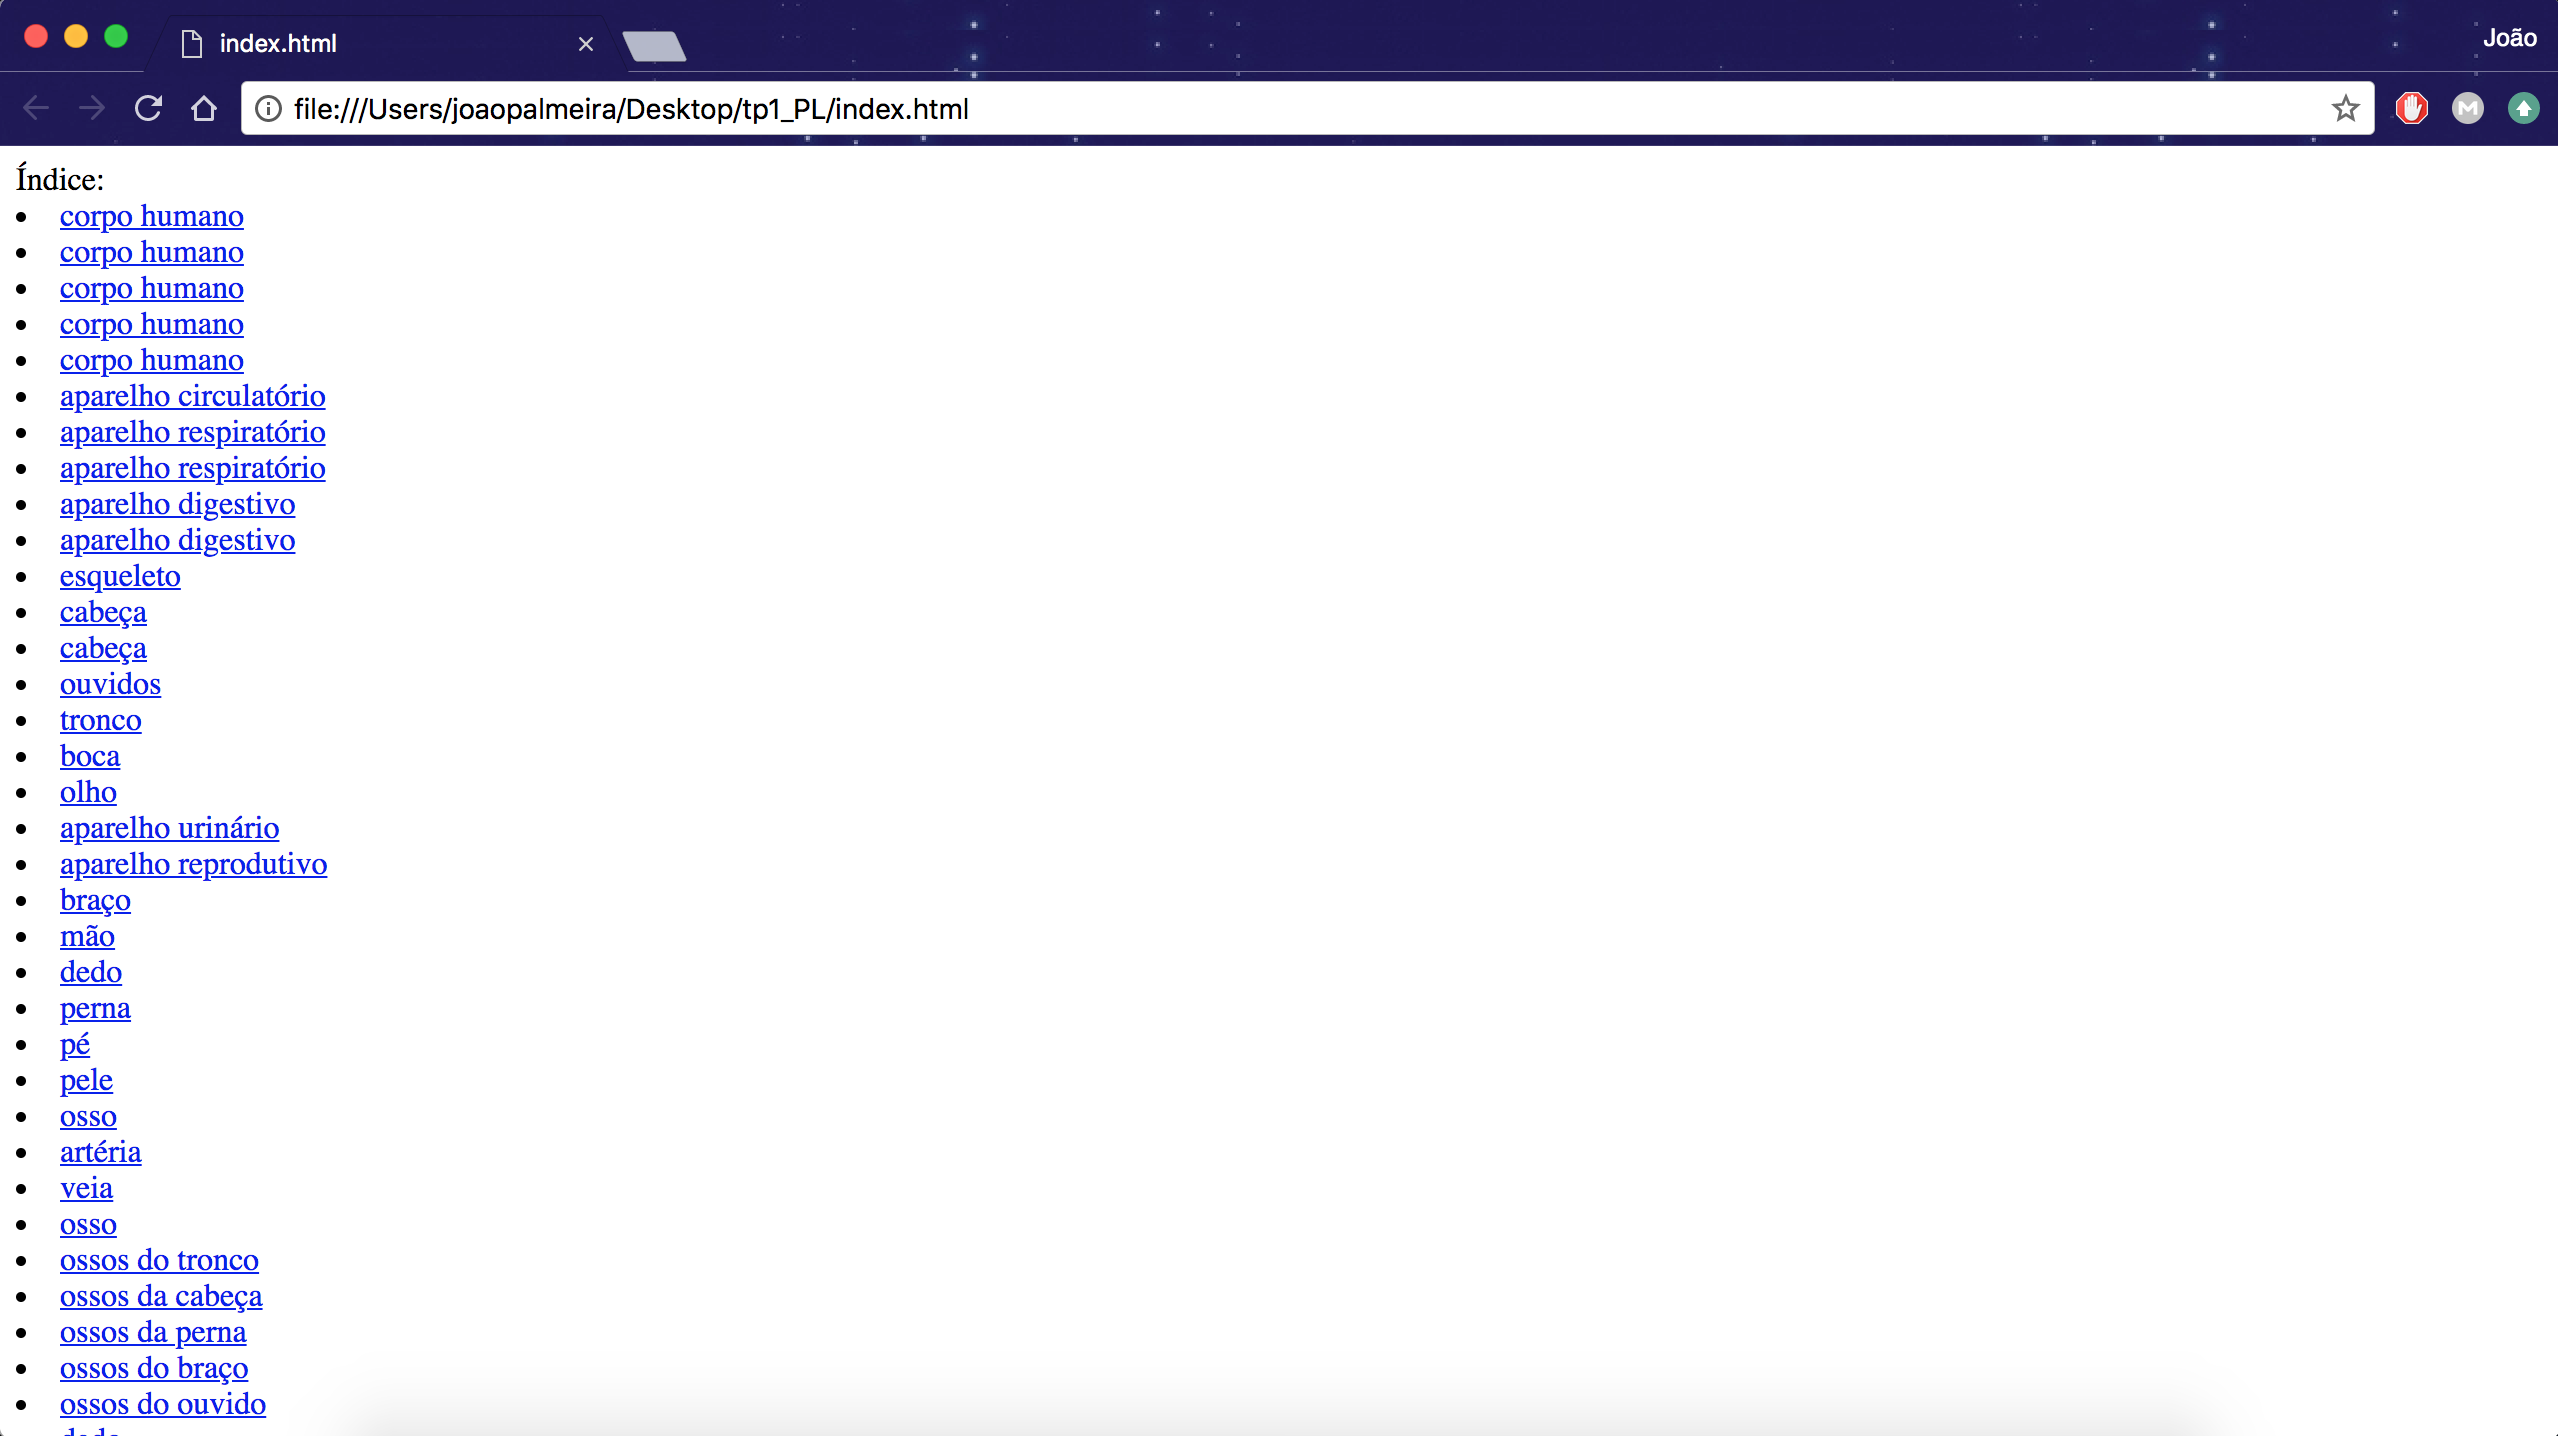 index.html
João
file:///Users/joaopalmeira/Desktop/tp1_PL/index.html
Índice:
corpo humano
corpo humano
corpo humano
corpo humano
corpo humano
aparelho circulatório
aparelho respiratório
aparelho respiratório
aparelho digestivo
aparelho digestivo
esqueleto
cabeça
cabeça
ouvidos
tronco
boca
olho
aparelho urinário
aparelho reprodutivo
braço
mão
dedo
perna
pé
pele
osso
artéria
veia
osso
ossos do tronco
ossos da cabeça
ossos da perna
ossos do braço
ossos do ouvido